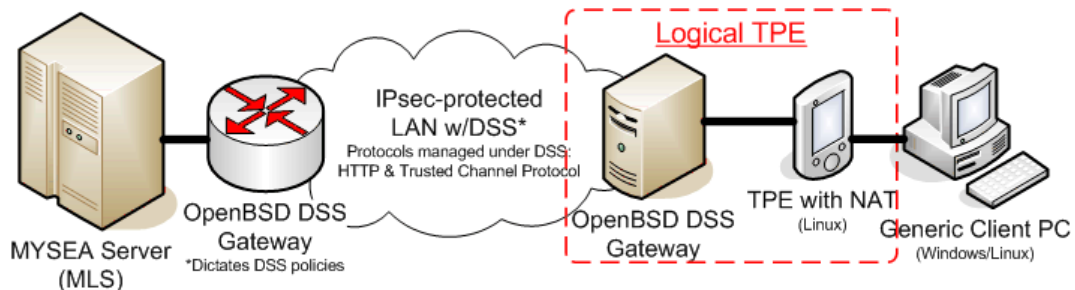 Logical TPE
IPsec-protected
LAN w/DSS*
Protocols managed under DSS:
HTTP & Trusted Channel Protocol
MYSEA Server
(MLS)
OpenBSD DSS
Gateway
*Dictates DSS policies
OpenBSD DSS
Gateway
TPE with NAT
(Linux)
Generic Client PC
(Windows/Linux)